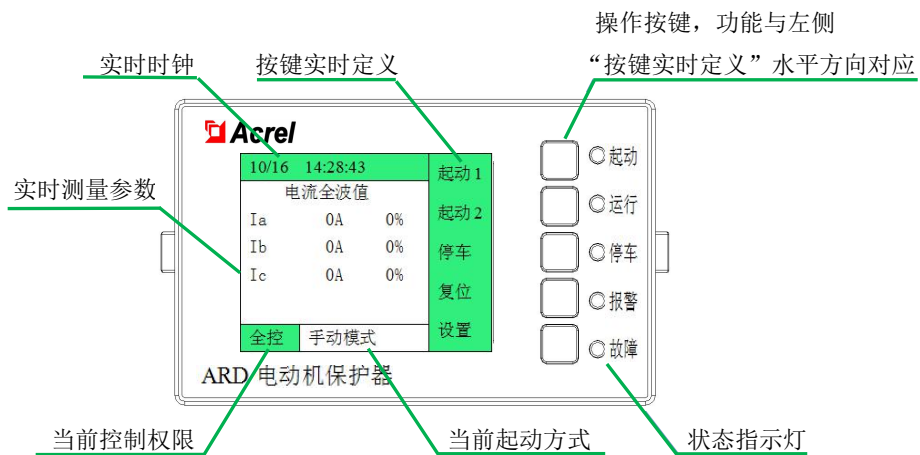 操作按键，功能与左侧
“按键实时定义”水平方向对应
实时时钟
按键实时定义
实时测量参数
Acrel
10/16 14:28:43
电流全波值
Ia 0A 0%
Ib 0A 0%
Ic 0A 0%
全控 手动模式
起动1
起动2
停车
复位
设置
起动
运行
停车
报警
故障
ARD 电动机保护器
当前控制权限
当前起动方式
状态指示灯